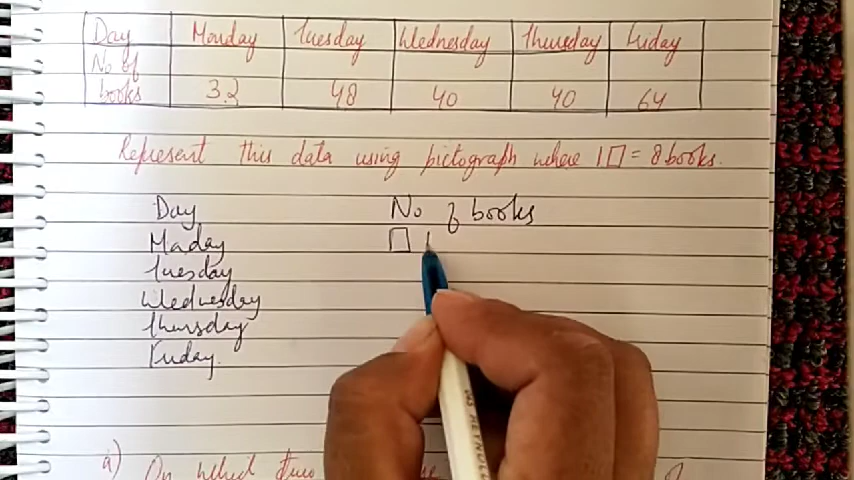 Day Monday Tuesday Wednesday Thursday Friday
No of
books 32 48 40 40 64
Represent this data using pictograph where 1□ = 8 books.
Day No of books
Monday □
Tuesday
Wednesday
Thursday
Friday.
a) On which two